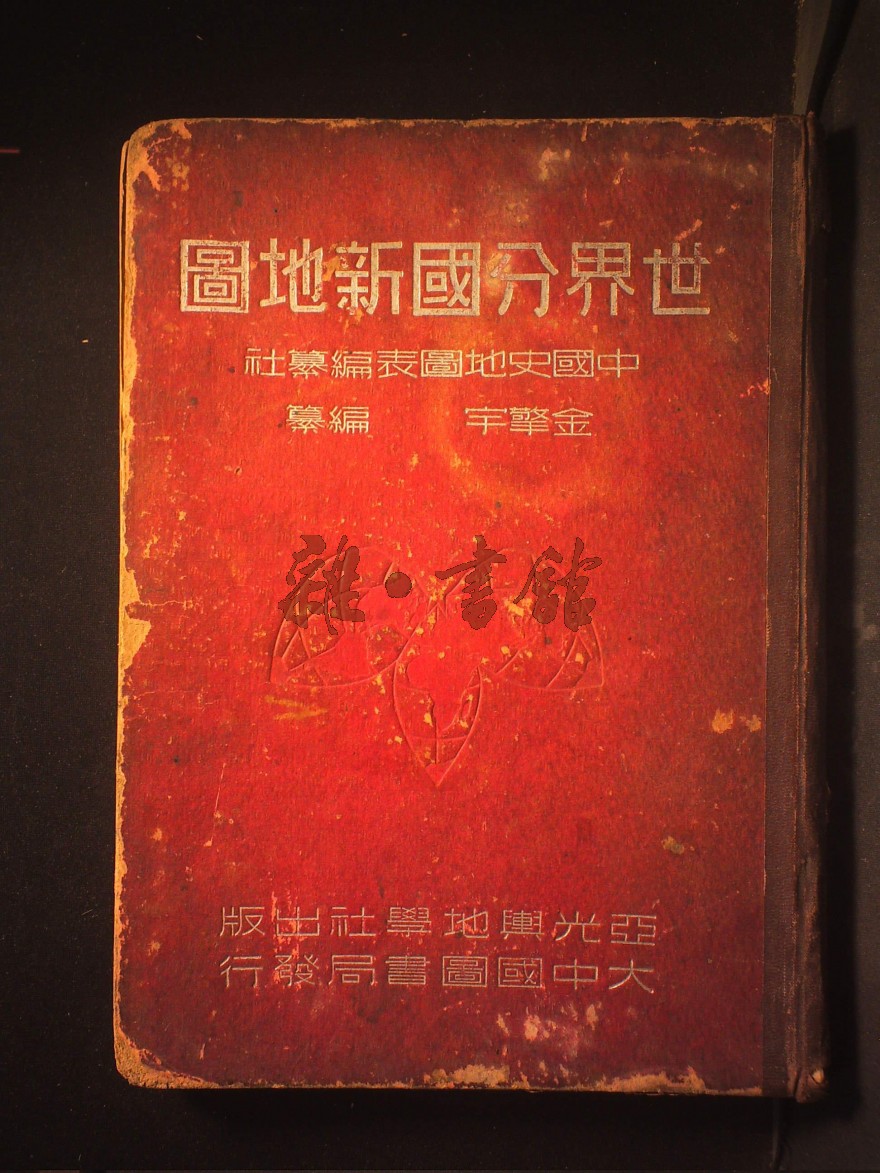 世界分國新地圖
中國史地圖表編纂社
金擎宇 編纂
雜·書館
亞光輿地學社出版
大中國圖書局發行